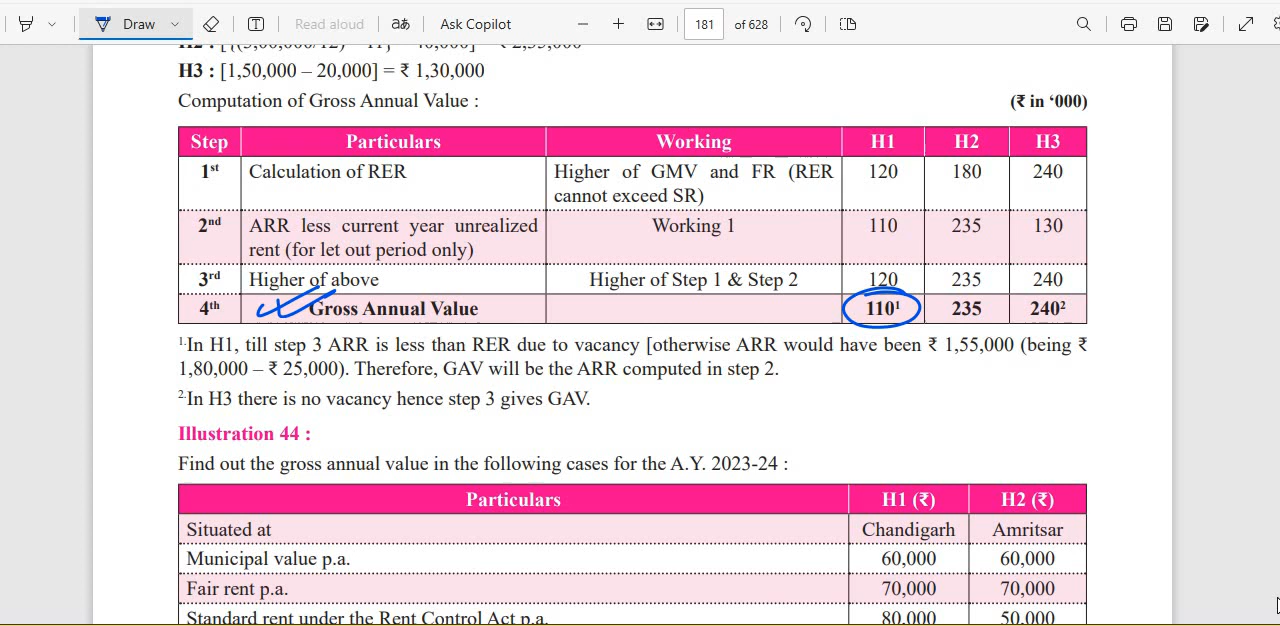 Draw
Read aloud
aあ
Ask Copilot
181 of 628
H3 : [1,50,000 – 20,000] = ₹ 1,30,000
Computation of Gross Annual Value : (₹ in ‘000)
Step Particulars Working H1 H2 H3
1st Calculation of RER Higher of GMV and FR (RER 120 180 240
cannot exceed SR)
2nd ARR less current year unrealized Working 1 110 235 130
rent (for let out period only)
3rd Higher of above Higher of Step 1 & Step 2 120 235 240
4th Gross Annual Value 110¹ 235 240²
¹·In H1, till step 3 ARR is less than RER due to vacancy [otherwise ARR would have been ₹ 1,55,000 (being ₹
1,80,000 – ₹ 25,000). Therefore, GAV will be the ARR computed in step 2.
²·In H3 there is no vacancy hence step 3 gives GAV.
Illustration 44 :
Find out the gross annual value in the following cases for the A.Y. 2023-24 :
Particulars H1 (₹) H2 (₹)
Situated at Chandigarh Amritsar
Municipal value p.a. 60,000 60,000
Fair rent p.a. 70,000 70,000
Standard rent under the Rent Control Act p.a. 80,000 50,000